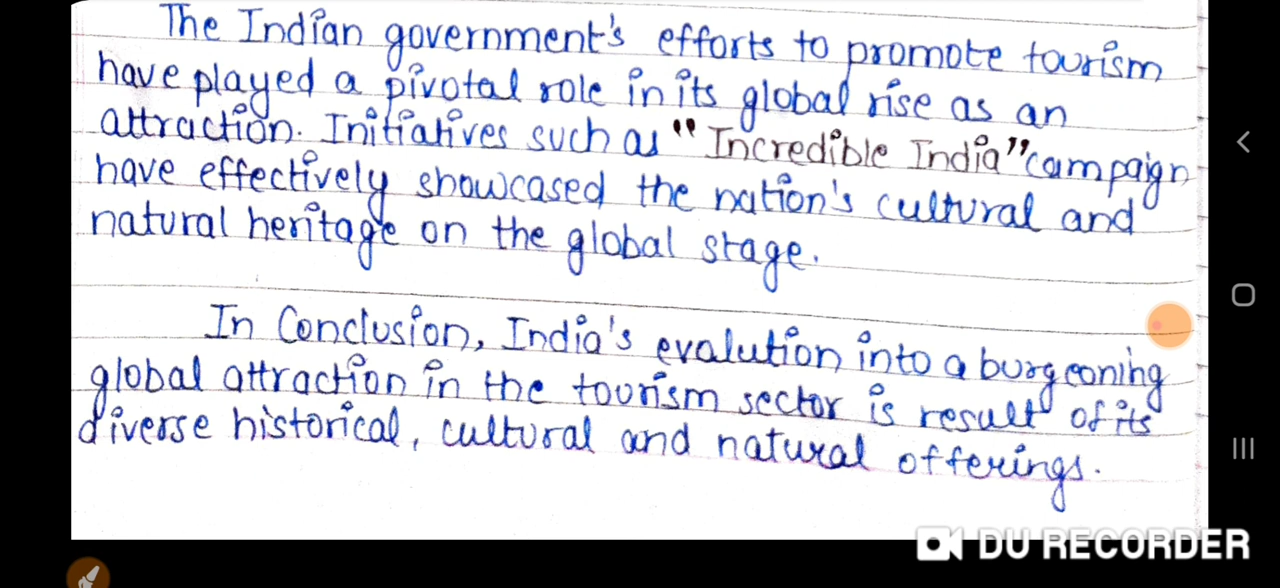 The Indian government's efforts to promote tourism
have played a pivotal role in its global rise as an
attraction. Initiatives such as "Incredible India" campaign
have effectively showcased the nation's cultural and
natural heritage on the global stage.
In Conclusion, India's evalution into a burgeoning
global attraction in the tourism sector is result of its
diverse historical, cultural and natural offerings.
DU RECORDER